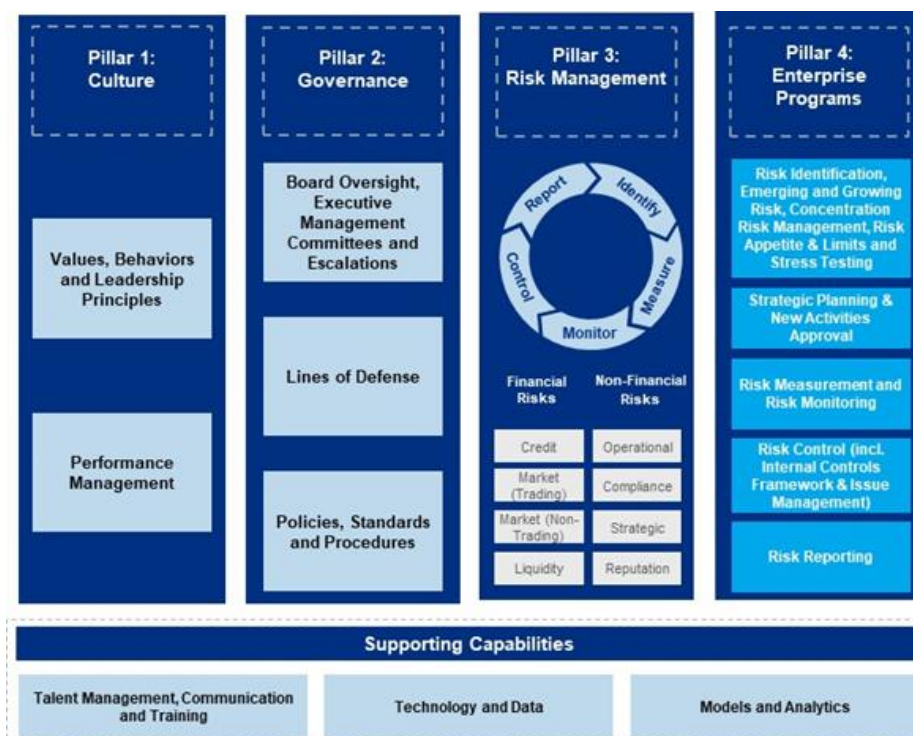 Pillar 1:
Culture
Values, Behaviors
and Leadership
Principles
Performance
Management
Pillar 2:
Governance
Board Oversight,
Executive
Management
Committees and
Escalations
Lines of Defense
Policies, Standards
and Procedures
Pillar 3:
Risk Management
Identify
Measure
Monitor
Control
Report
Financial
Risks
Credit
Market
(Trading)
Market (Non-
Trading)
Liquidity
Non-Financial
Risks
Operational
Compliance
Strategic
Reputation
Pillar 4:
Enterprise
Programs
Risk Identification,
Emerging and Growing
Risk, Concentration
Risk Management, Risk
Appetite & Limits and
Stress Testing
Strategic Planning &
New Activities
Approval
Risk Measurement and
Risk Monitoring
Risk Control (incl.
Internal Controls
Framework & Issue
Management)
Risk Reporting
Supporting Capabilities
Talent Management, Communication
and Training
Technology and Data
Models and Analytics